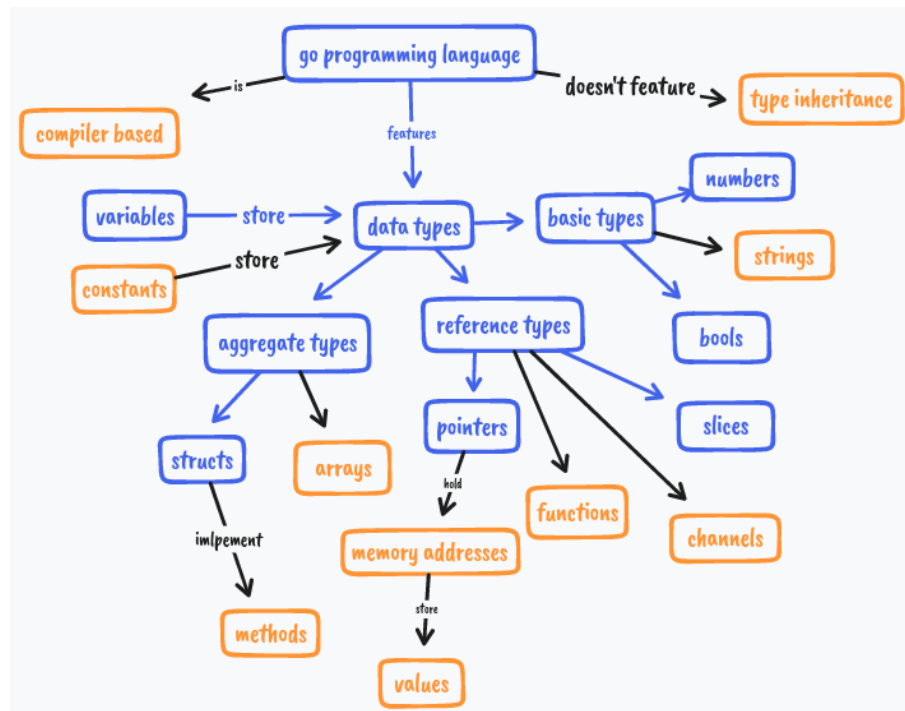 go programming language
is
doesn't feature
type inheritance
compiler based
features
numbers
variables
store
data types
basic types
strings
constants
store
aggregate types
reference types
bools
structs
arrays
pointers
slices
hold
functions
channels
imlpement
memory addresses
store
methods
values